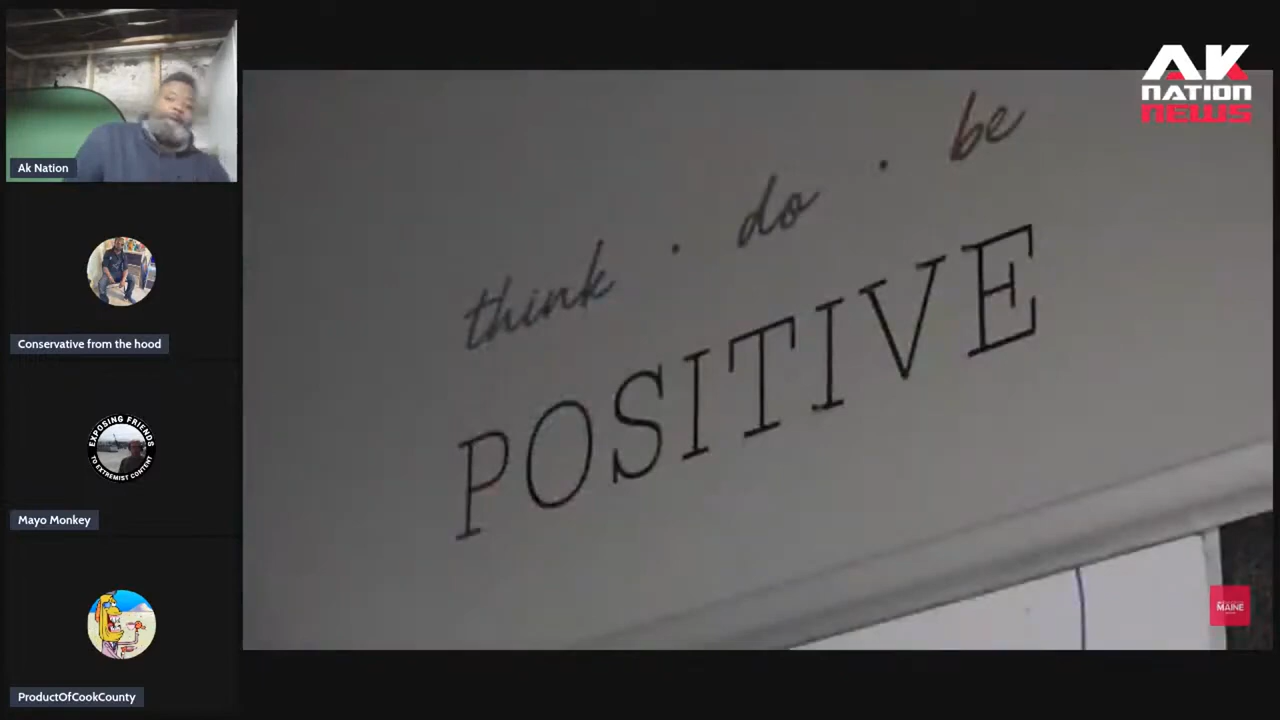 AK
NATION
NEWS
think · do · be
POSITIVE
Ak Nation
Conservative from the hood
EXPOSING FRIENDS
TO EXTREMIST CONTENT
Mayo Monkey
ProductOfCookCounty
MAINE